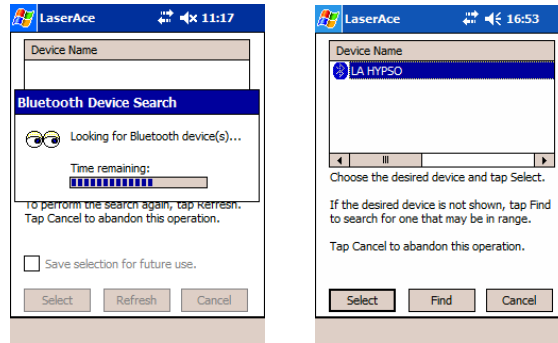 LaserAce 11:17
Device Name
Bluetooth Device Search
Looking for Bluetooth device(s)...
Time remaining:
To perform the search again, tap Refresh.
Tap Cancel to abandon this operation.
Save selection for future use.
Select Refresh Cancel
LaserAce 16:53
Device Name
LA HYPSO
Choose the desired device and tap Select.
If the desired device is not shown, tap Find
to search for one that may be in range.
Tap Cancel to abandon this operation.
Select Find Cancel